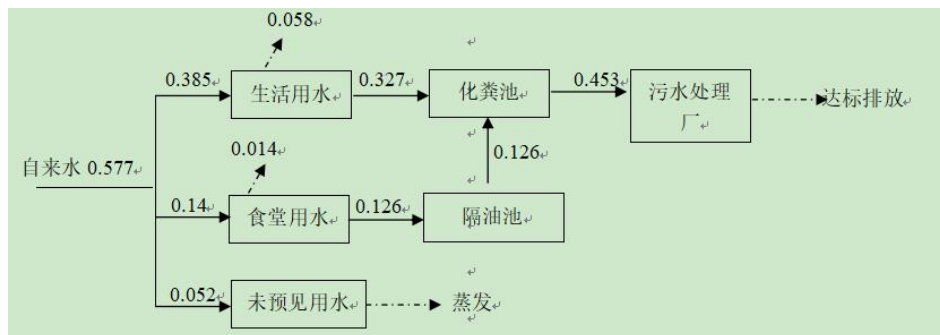 0.058
0.385
生活用水
0.327
化粪池
0.453
污水处理
厂
达标排放
自来水 0.577
0.014
0.126
0.14
食堂用水
0.126
隔油池
0.052
未预见用水
蒸发